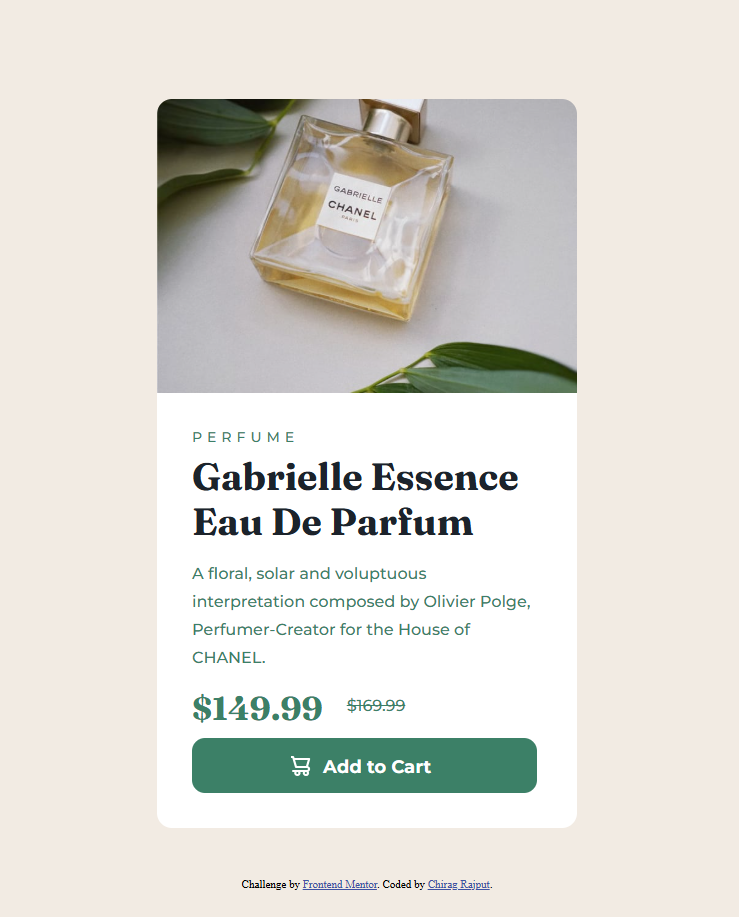 GABRIELLE
CHANEL
PARIS
PERFUME
Gabrielle Essence
Eau De Parfum
A floral, solar and voluptuous
interpretation composed by Olivier Polge,
Perfumer-Creator for the House of
CHANEL.
$149.99 $169.99
Add to Cart
Challenge by Frontend Mentor. Coded by Chirag Rajput.